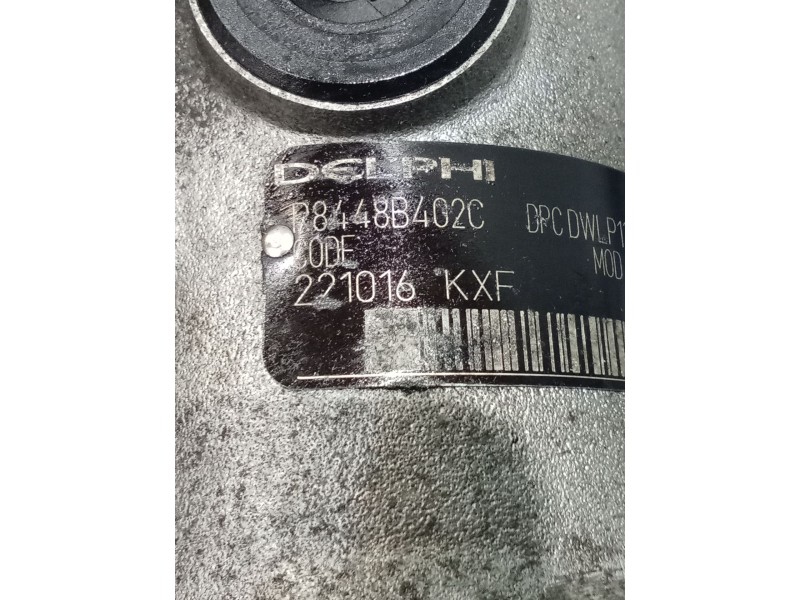 DELPHI
R8448B402C DPC DWLP1
CODE MOD
221016 KXF